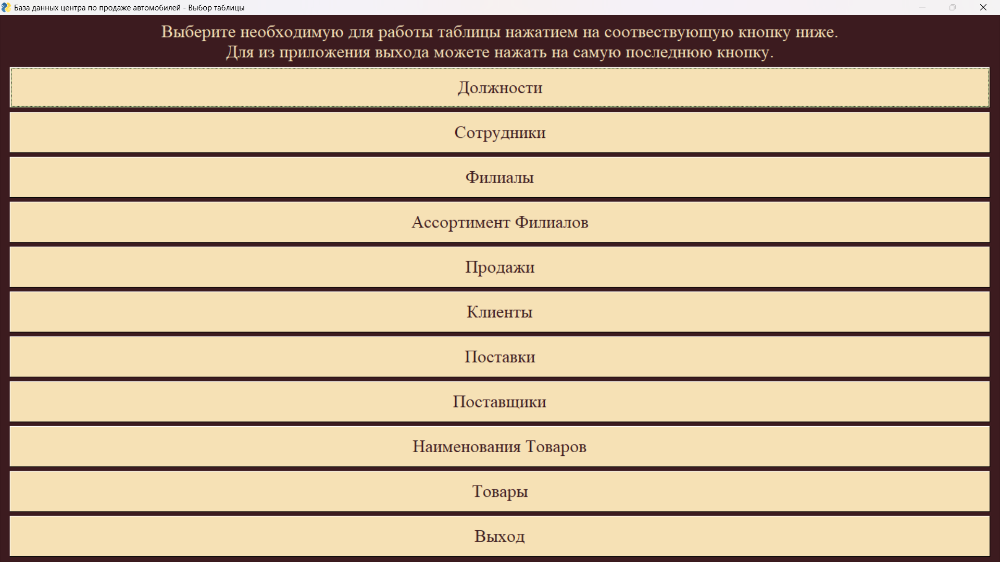 База данных центра по продаже автомобилей - Выбор таблицы
Выберите необходимую для работы таблицы нажатием на соотвествующую кнопку ниже.
Для из приложения выхода можете нажать на самую последнюю кнопку.
Должности
Сотрудники
Филиалы
Ассортимент Филиалов
Продажи
Клиенты
Поставки
Поставщики
Наименования Товаров
Товары
Выход